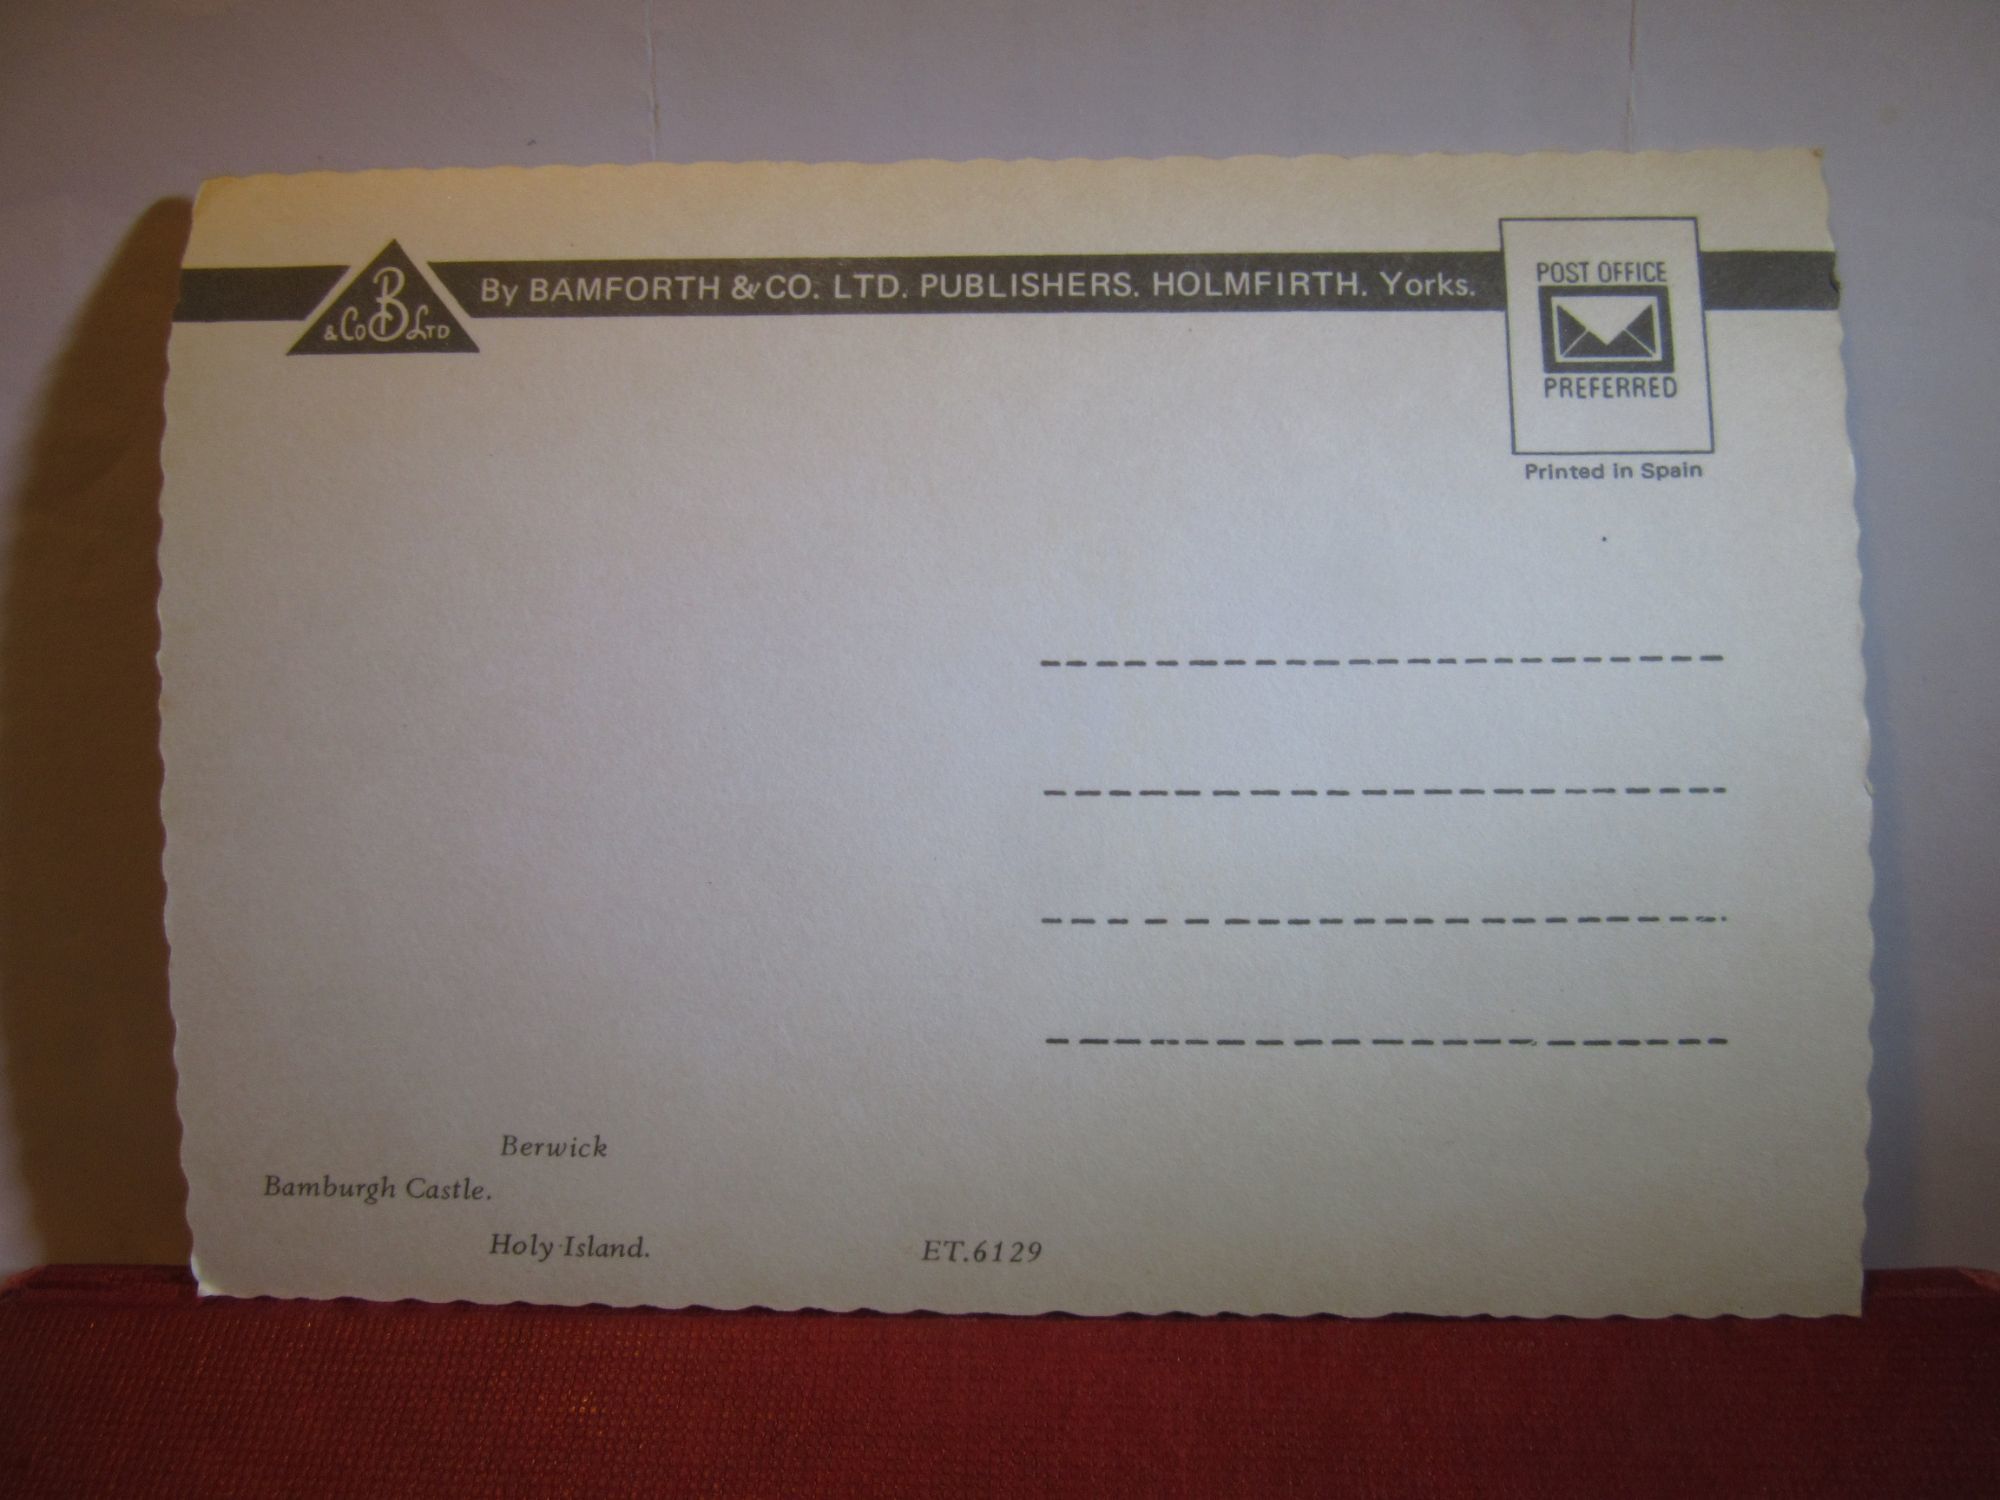 B
& Co LTD
By BAMFORTH & CO. LTD. PUBLISHERS. HOLMFIRTH. Yorks.
POST OFFICE
PREFERRED
Printed in Spain
Berwick
Bamburgh Castle.
Holy Island.
ET.6129